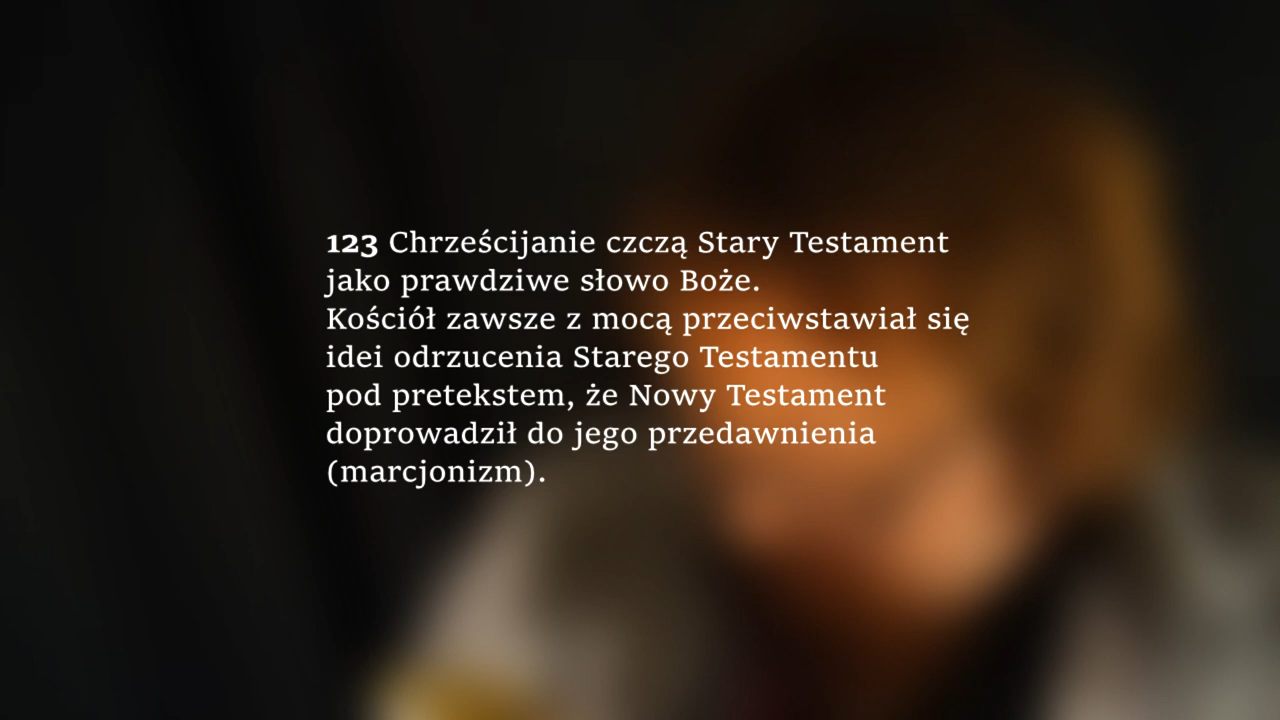 123 Chrześcijanie czczą Stary Testament
jako prawdziwe słowo Boże.
Kościół zawsze z mocą przeciwstawiał się
idei odrzucenia Starego Testamentu
pod pretekstem, że Nowy Testament
doprowadził do jego przedawnienia
(marcjonizm).